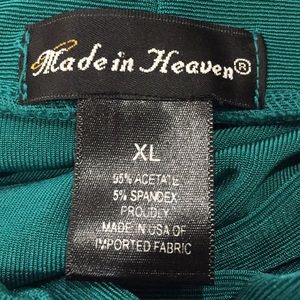 Made in Heaven®
XL
95% ACETATE
5% SPANDEX
PROUDLY
MADE IN USA OF
IMPORTED FABRIC